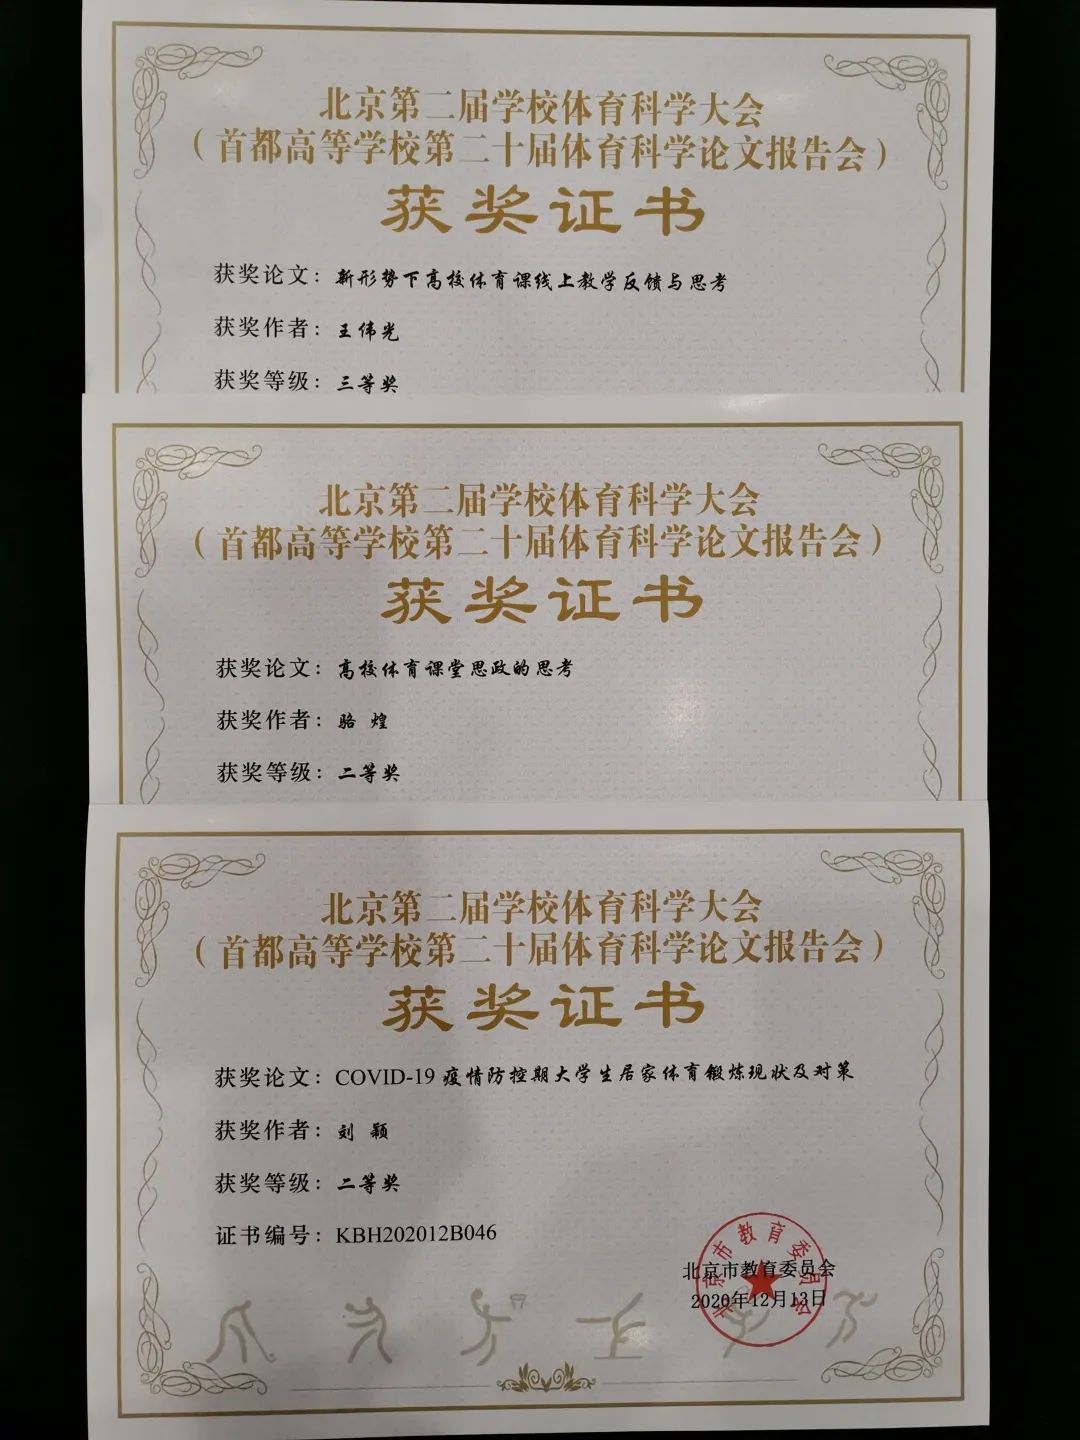 北京第二届学校体育科学大会
（首都高等学校第二十届体育科学论文报告会）
获奖证书
获奖论文：新形势下高校体育课线上教学反馈与思考
获奖作者：王伟光
获奖等级：三等奖
北京第二届学校体育科学大会
（首都高等学校第二十届体育科学论文报告会）
获奖证书
获奖论文：高校体育课堂思政的思考
获奖作者：骆 煌
获奖等级：二等奖
北京第二届学校体育科学大会
（首都高等学校第二十届体育科学论文报告会）
获奖证书
获奖论文：COVID-19 疫情防控期大学生居家体育锻炼现状及对策
获奖作者：刘 颖
获奖等级：二等奖
证书编号：KBH202012B046
北京市教育委员会
北京市教育委员会
2020年12月13日